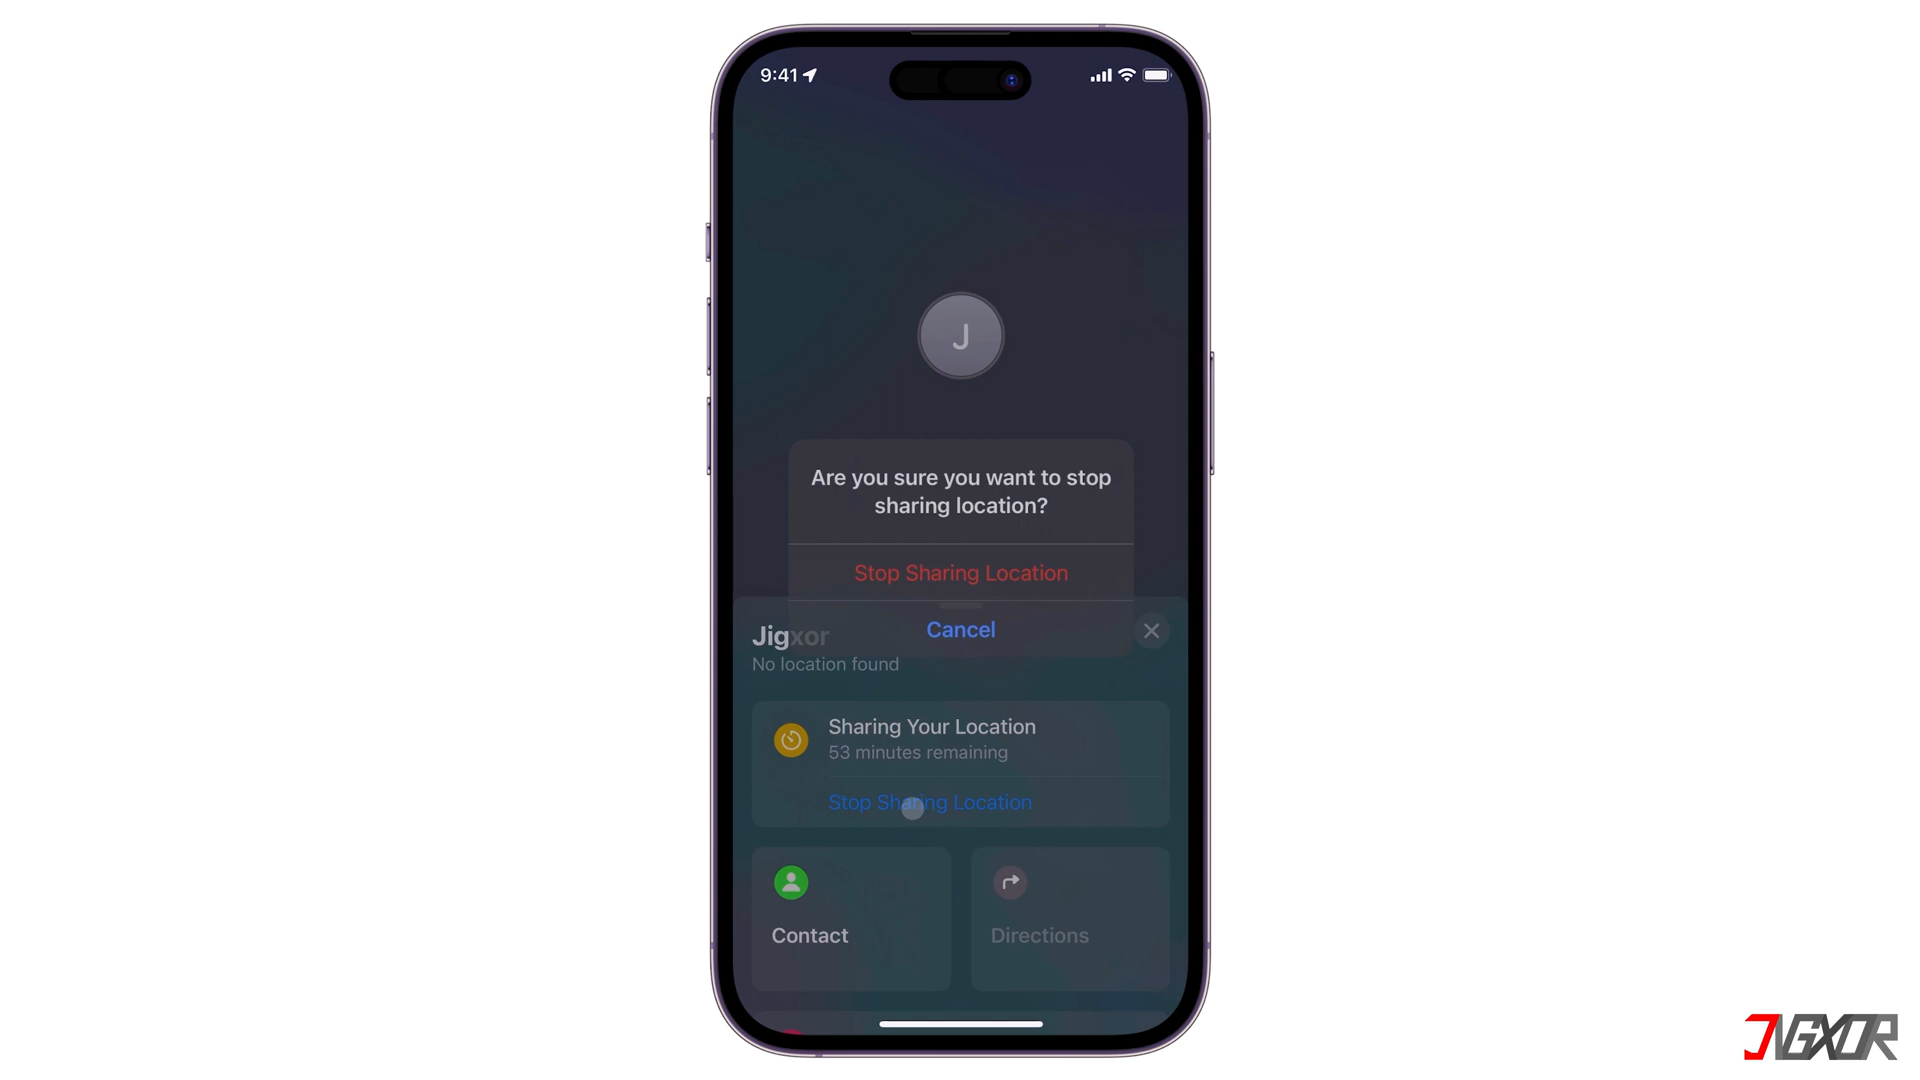 9:41
J
Are you sure you want to stop
sharing location?
Stop Sharing Location
Cancel
Jigxor
No location found
Sharing Your Location
53 minutes remaining
Stop Sharing Location
Contact
Directions
JIGXOR